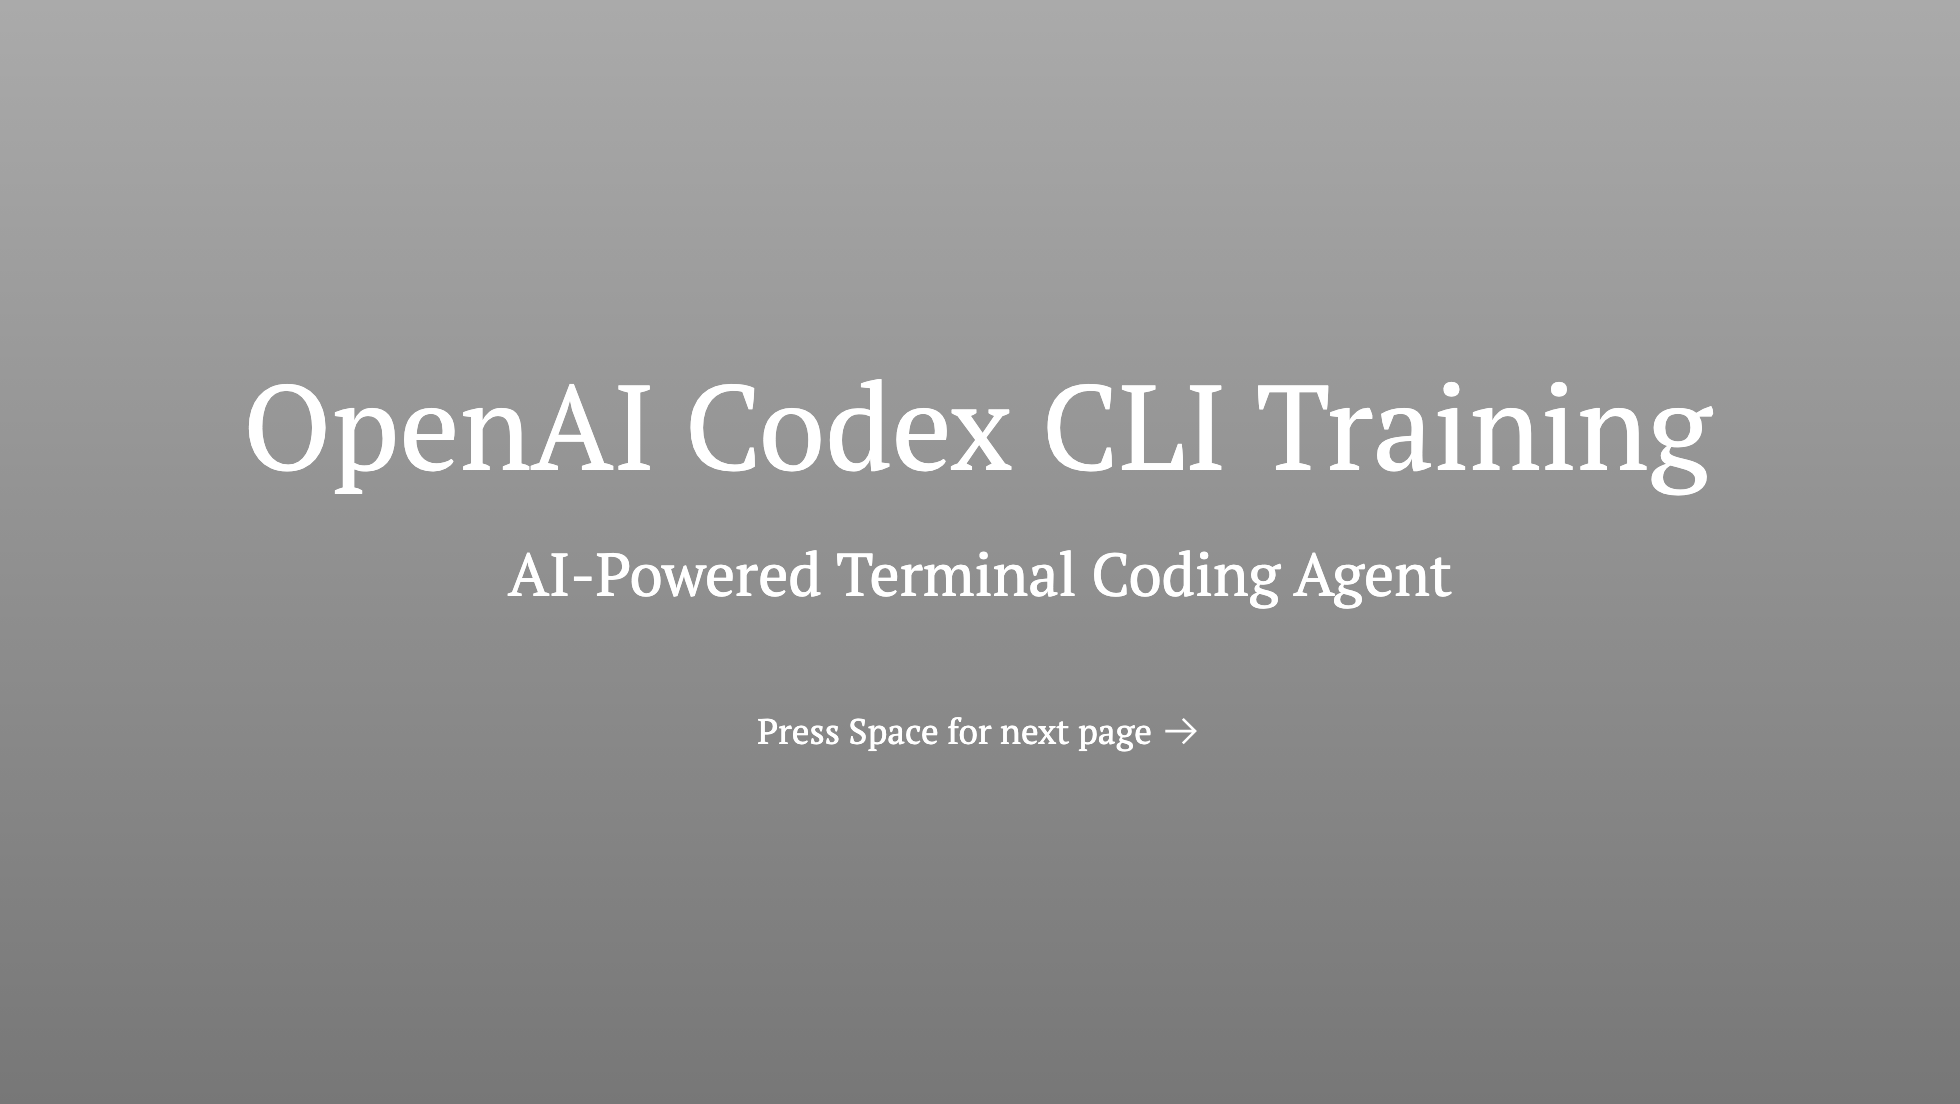 OpenAI Codex CLI Training
AI-Powered Terminal Coding Agent
Press Space for next page →